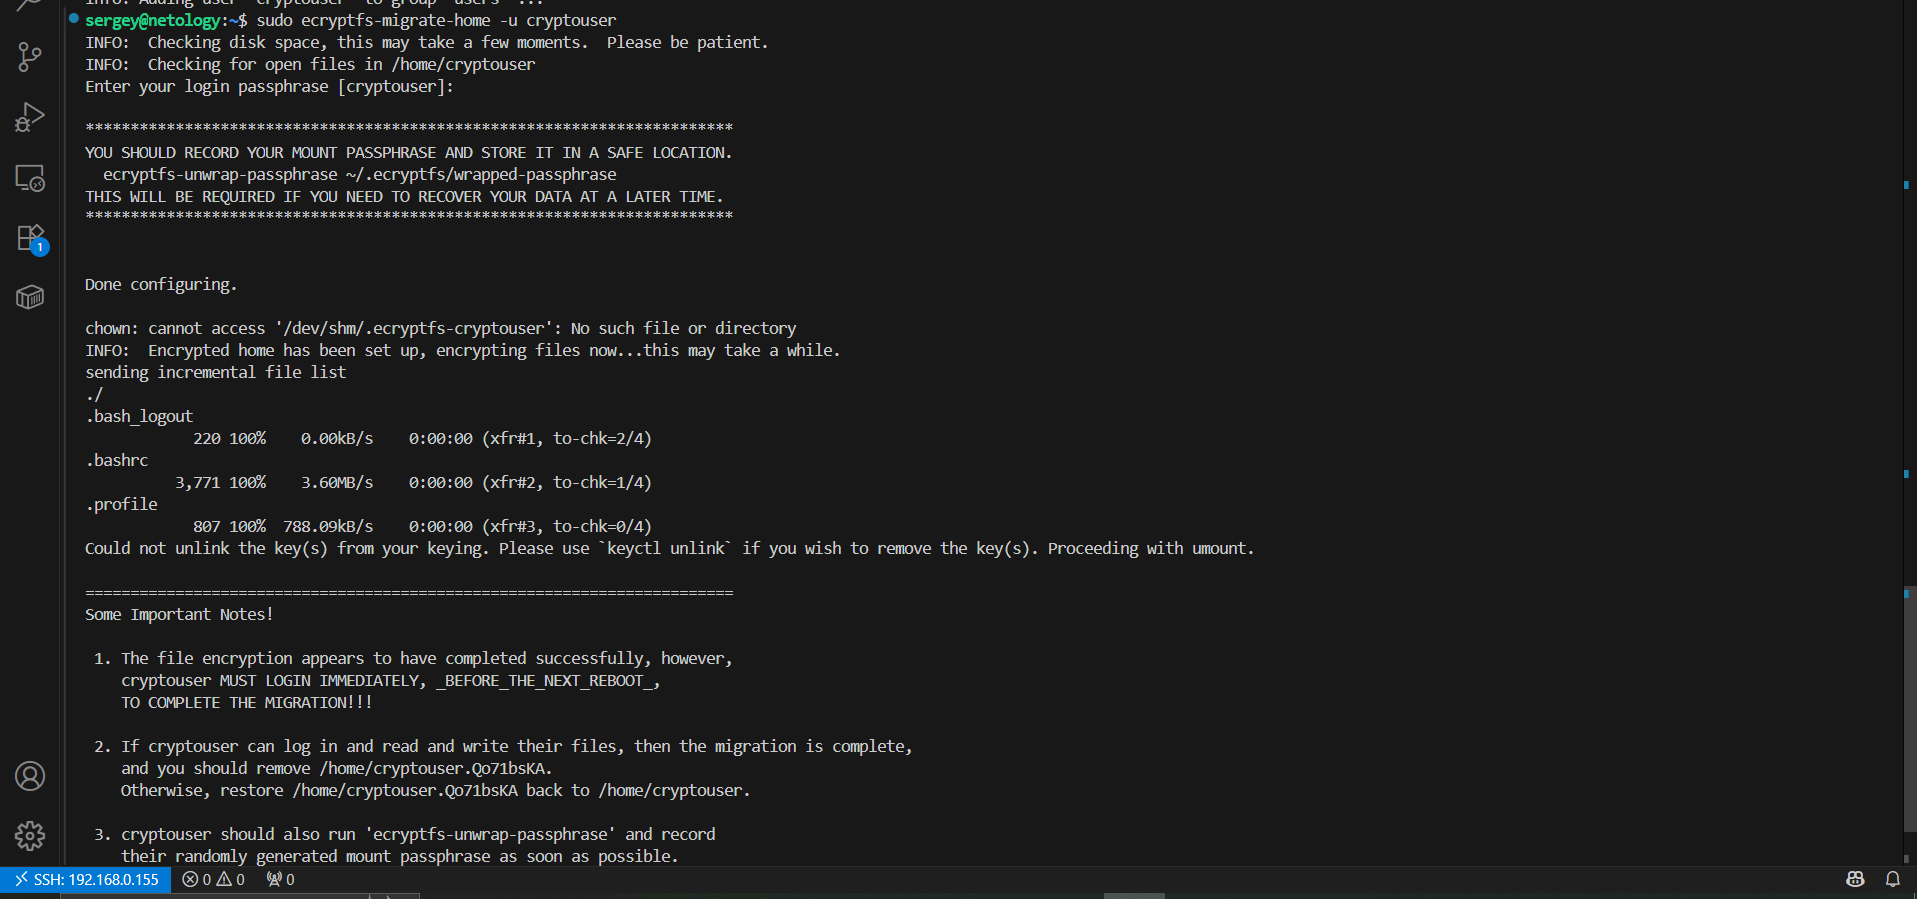 info: Adding user `cryptouser' to group `users' ...
sergey@netology:~$ sudo ecryptfs-migrate-home -u cryptouser
INFO:  Checking disk space, this may take a few moments.  Please be patient.
INFO:  Checking for open files in /home/cryptouser
Enter your login passphrase [cryptouser]:
************************************************************************
YOU SHOULD RECORD YOUR MOUNT PASSPHRASE AND STORE IT IN A SAFE LOCATION.
  ecryptfs-unwrap-passphrase ~/.ecryptfs/wrapped-passphrase
THIS WILL BE REQUIRED IF YOU NEED TO RECOVER YOUR DATA AT A LATER TIME.
************************************************************************
Done configuring.
chown: cannot access '/dev/shm/.ecryptfs-cryptouser': No such file or directory
INFO:  Encrypted home has been set up, encrypting files now...this may take a while.
sending incremental file list
./
.bash_logout
            220 100%    0.00kB/s    0:00:00 (xfr#1, to-chk=2/4)
.bashrc
          3,771 100%    3.60MB/s    0:00:00 (xfr#2, to-chk=1/4)
.profile
            807 100%  788.09kB/s    0:00:00 (xfr#3, to-chk=0/4)
Could not unlink the key(s) from your keying. Please use `keyctl unlink` if you wish to remove the key(s). Proceeding with umount.
========================================================================
Some Important Notes!
 1. The file encryption appears to have completed successfully, however,
    cryptouser MUST LOGIN IMMEDIATELY, _BEFORE_THE_NEXT_REBOOT_,
    TO COMPLETE THE MIGRATION!!!
 2. If cryptouser can log in and read and write their files, then the migration is complete,
    and you should remove /home/cryptouser.Qo71bsKA.
    Otherwise, restore /home/cryptouser.Qo71bsKA back to /home/cryptouser.
 3. cryptouser should also run 'ecryptfs-unwrap-passphrase' and record
    their randomly generated mount passphrase as soon as possible.
1
SSH: 192.168.0.155 0 0 0